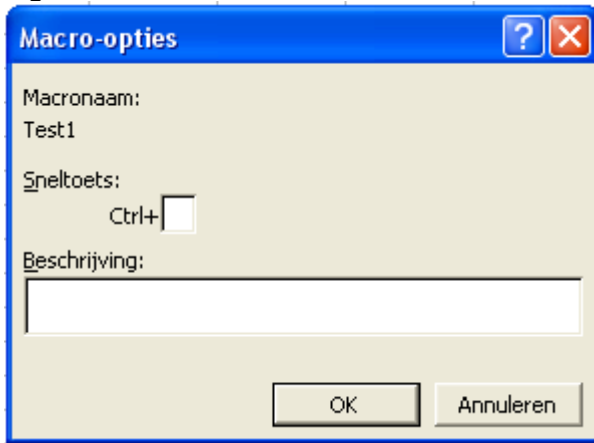 Macro-opties
Macronaam:
Test1
Sneltoets:
Ctrl+
Beschrijving:
OK Annuleren